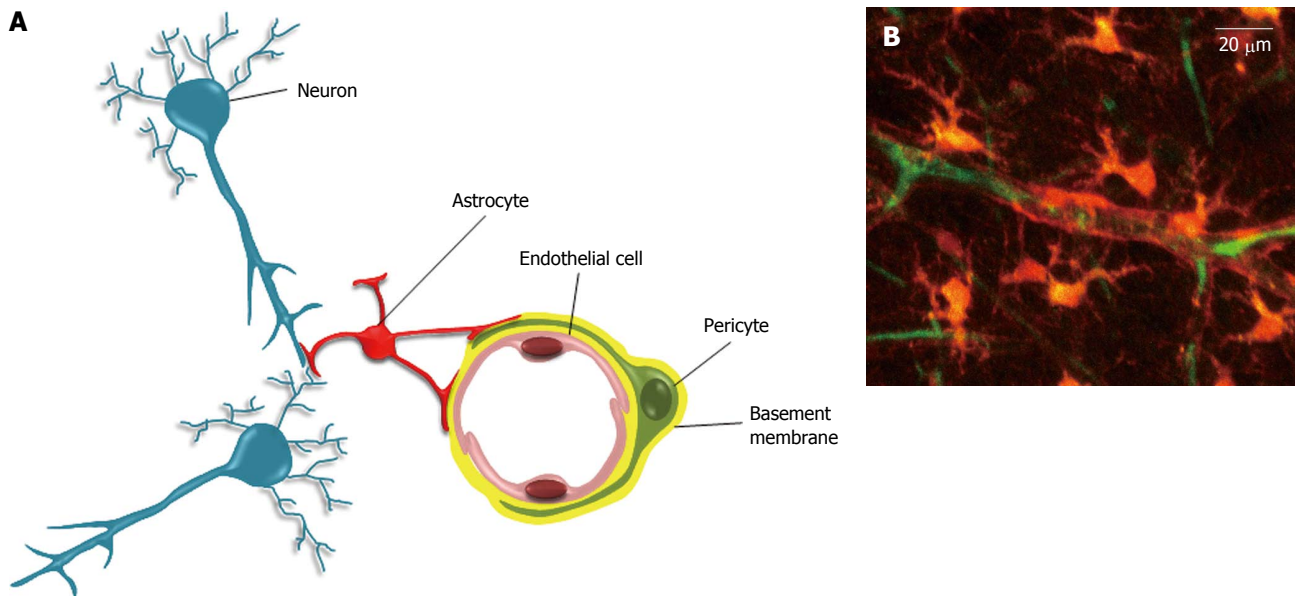 A
Neuron
Astrocyte
Endothelial cell
Pericyte
Basement
membrane
B
20 μm